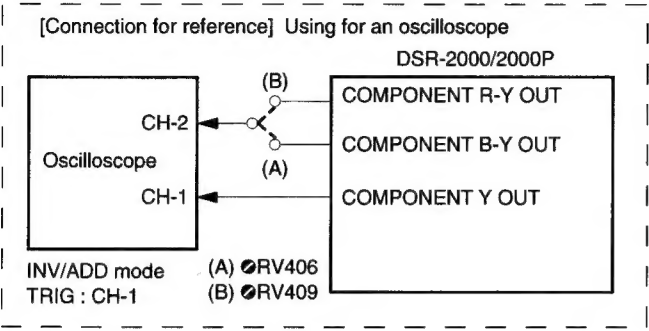 [Connection for reference] Using for an oscilloscope
DSR-2000/2000P
(B)
COMPONENT R-Y OUT
CH-2
COMPONENT B-Y OUT
Oscilloscope
(A)
CH-1
COMPONENT Y OUT
INV/ADD mode (A) RV406
TRIG : CH-1 (B) RV409